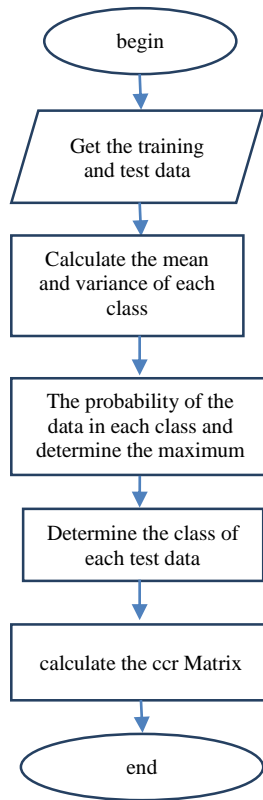 begin
Get the training
and test data
Calculate the mean
and variance of each
class
The probability of the
data in each class and
determine the maximum
Determine the class of
each test data
calculate the ccr Matrix
end